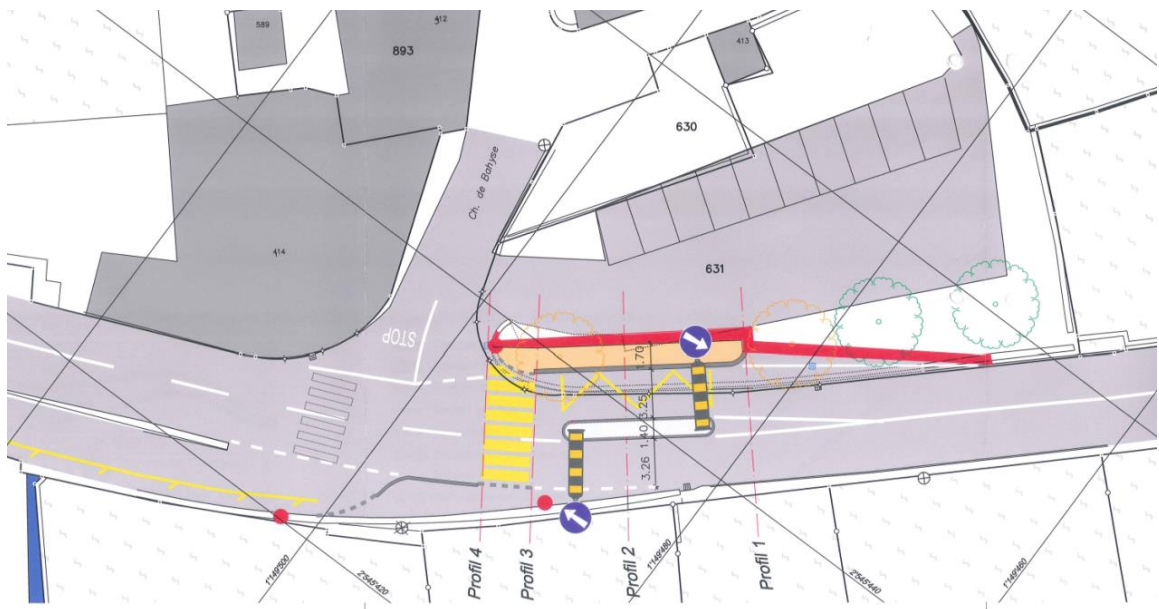 589
412
893
413
630
Ch. de Bahyse
414
631
STOP
1.70
3.25
1.40
3.26
Profil 4
Profil 3
Profil 2
Profil 1
1'149'500
2'545'420
1'149'480
2'545'440
1'149'460